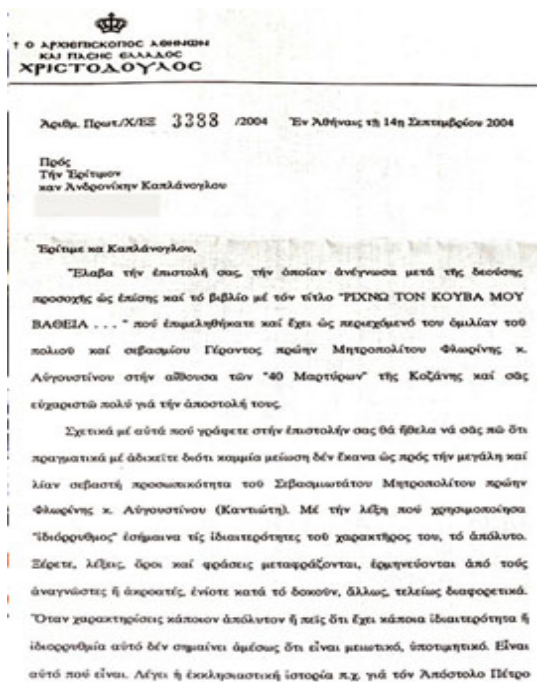 † Ο ΑΡΧΙΕΠΙΣΚΟΠΟΣ ΑΘΗΝΩΝ
ΚΑΙ ΠΑΣΗΣ ΕΛΛΑΔΟΣ
ΧΡΙΣΤΟΔΟΥΛΟΣ
Ἀριθμ. Πρωτ./Χ/ΕΞ 3388 /2004 Ἐν Ἀθήναις τῇ 14ῃ Σεπτεμβρίου 2004
Πρός
Τήν Ἐρίτιμον
καν Ἀνδρονίκην Καπλάνογλου
Ἐρίτιμε κα Καπλάνογλου,
Ἔλαβα τήν ἐπιστολή σας, τήν ὁποίαν ἀνέγνωσα μετά τῆς δεούσης
προσοχῆς ὡς ἐπίσης καί τό βιβλίο μέ τόν τίτλο "ΡΙΧΝΩ ΤΟΝ ΚΟΥΒΑ ΜΟΥ
ΒΑΘΕΙΑ . . . " πού ἐπιμεληθήκατε καί ἔχει ὡς περιεχόμενό του ὁμιλίαν τοῦ
πολιοῦ καί σεβασμίου Γέροντος πρώην Μητροπολίτου Φλωρίνης κ.
Αὐγουστίνου στήν αἴθουσα τῶν "40 Μαρτύρων" τῆς Κοζάνης καί σᾶς
εὐχαριστῶ πολύ γιά τήν ἀποστολή τους.
Σχετικά μέ αὐτά πού γράφετε στήν ἐπιστολήν σας θά ἤθελα νά σᾶς πῶ ὅτι
πραγματικά μέ ἀδικεῖτε διότι καμμία μείωση δέν ἔκανα ὡς πρός τήν μεγάλη καί
λίαν σεβαστή προσωπικότητα τοῦ Σεβασμιωτάτου Μητροπολίτου πρώην
Φλωρίνης κ. Αὐγουστίνου (Καντιώτη). Μέ τήν λέξη πού χρησιμοποίησα
"ἰδιόρρυθμος" ἐσήμαινα τίς ἰδιαιτερότητες τοῦ χαρακτῆρος του, τό ἀπόλυτο.
Ξέρετε, λέξεις, ὅροι καί φράσεις μεταφράζονται, ἑρμηνεύονται ἀπό τούς
ἀναγνῶστες ἤ ἀκροατές, ἐνίοτε κατά τό δοκοῦν, ἄλλως, τελείως διαφορετικά.
Ὅταν χαρακτηρίσεις κάποιον ἀπόλυτον ἤ πεῖς ὅτι ἔχει κάποια ἰδιαιτερότητα ἤ
ἰδιορρυθμία αὐτό δέν σημαίνει ἀμέσως ὅτι εἶναι μειωτικό, ὑποτιμητικό. Εἶναι
αὐτό πού εἶναι. Λέγει ἡ ἐκκλησιαστική ἱστορία π.χ. γιά τόν Ἀπόστολο Πέτρο